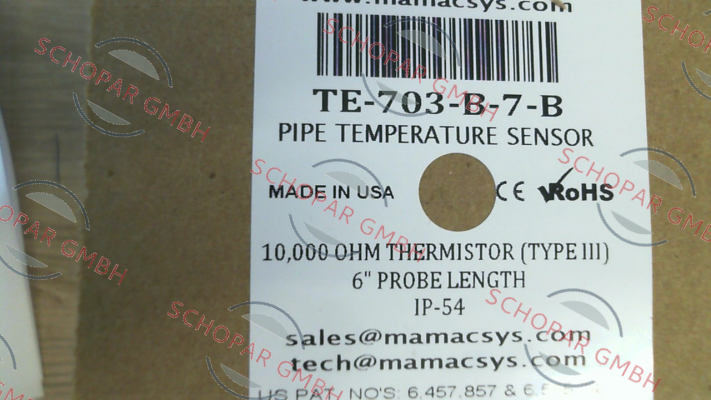 www.mamacsys.com
TE-703-B-7-B
PIPE TEMPERATURE SENSOR
MADE IN USA CE RoHS
10,000 OHM THERMISTOR (TYPE III)
6" PROBE LENGTH
IP-54
sales@mamacsys.com
tech@mamacsys.com
US PAT. NO'S: 6,457,857 &
SCHOPAR GMBH
SCHOPAR GMBH
SCHOPAR GMBH
SCHOPAR GMBH
SCHOPAR GMBH
SCHOPAR GMBH
SCHOPAR GMBH
SCHOPAR GMBH